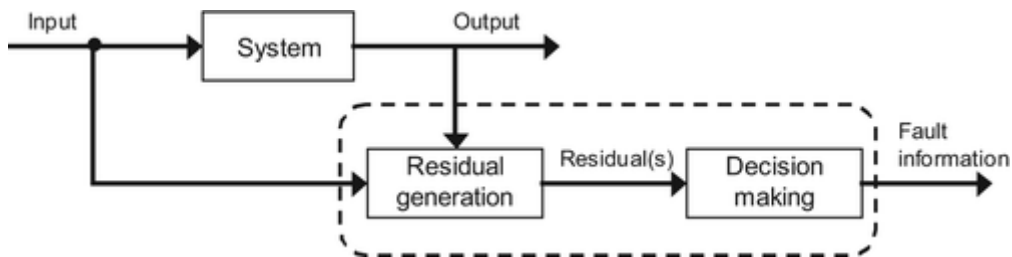 Input
Output
System
Residual
generation
Residual(s)
Decision
making
Fault
information